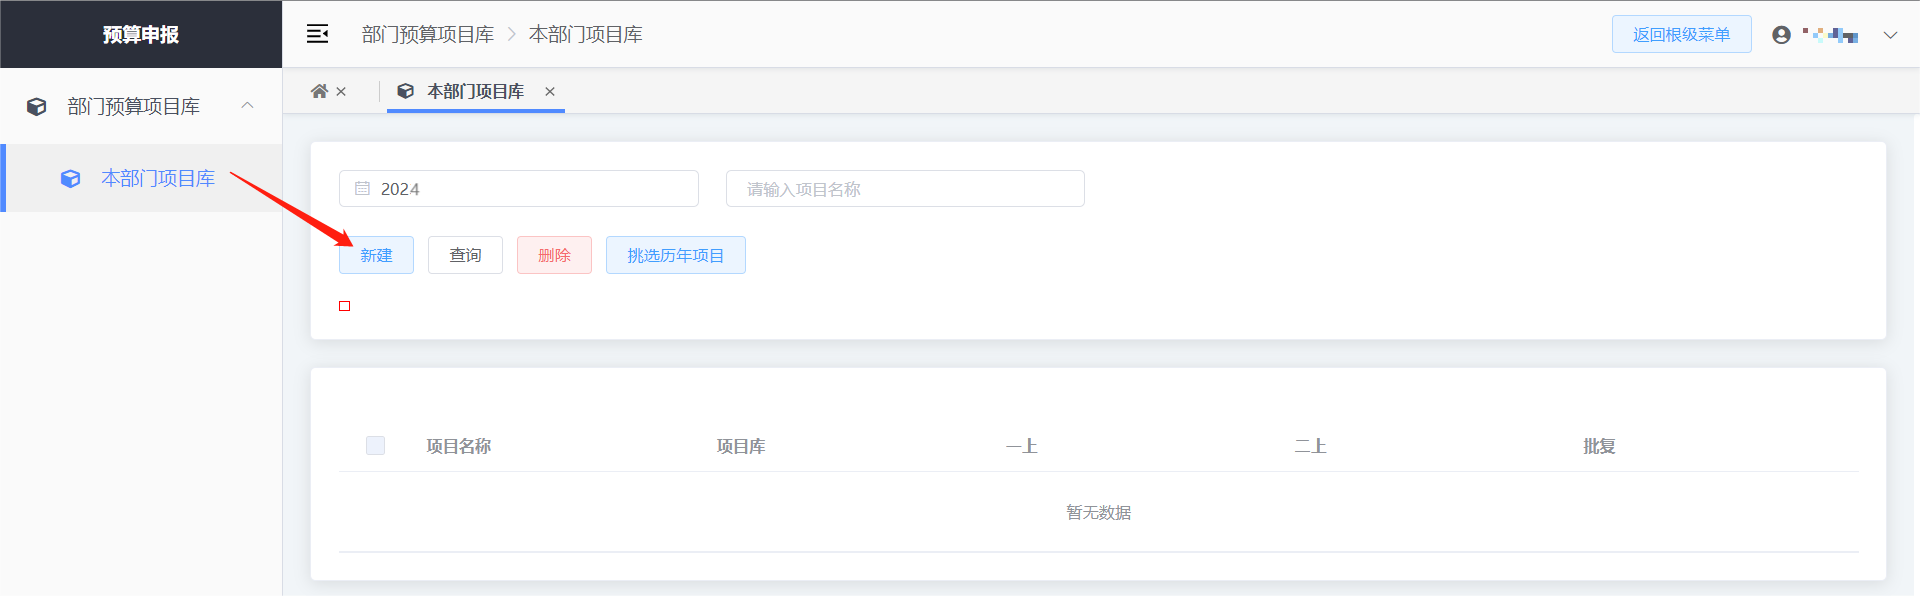 预算申报
部门预算项目库 > 本部门项目库
返回根级菜单
部门预算项目库
本部门项目库
本部门项目库
2024
请输入项目名称
新建
查询
删除
挑选历年项目
项目名称 项目库 一上 二上 批复
暂无数据